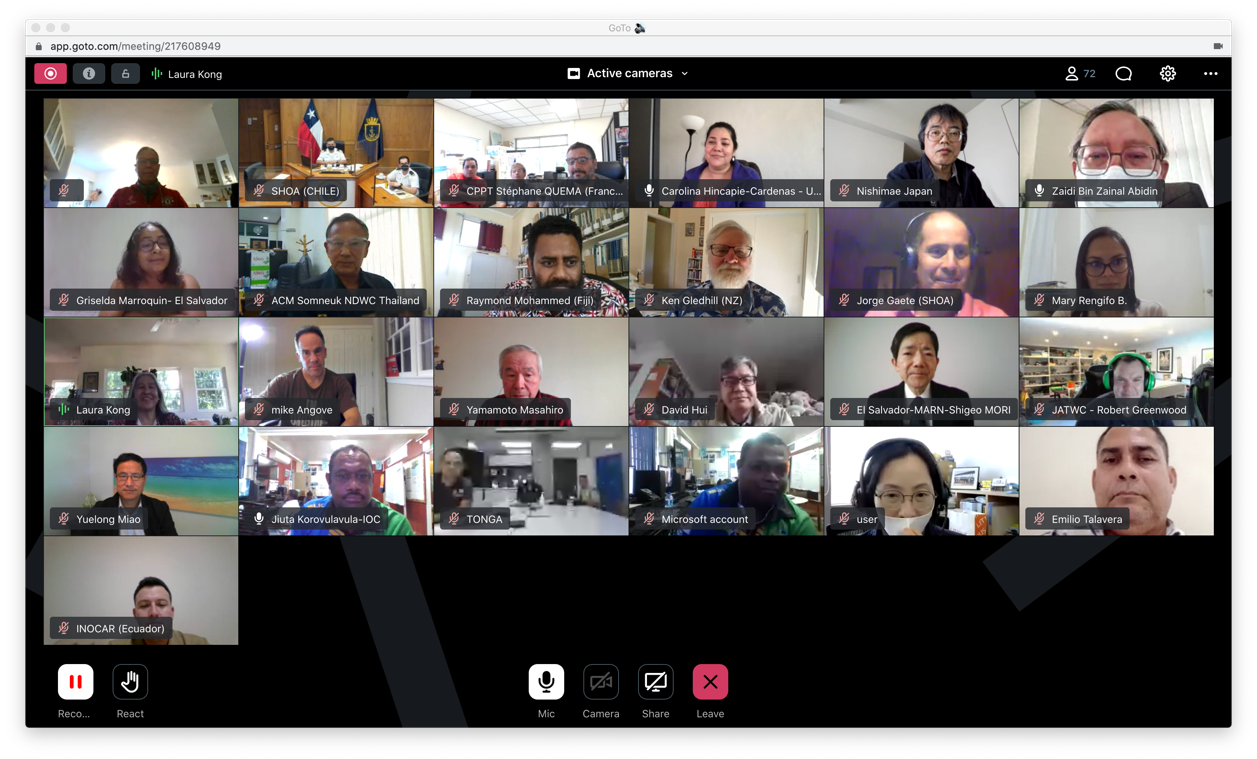 GoTo
app.goto.com/meeting/217608949
Laura Kong
Active cameras
72
SHOA (CHILE)
CPPT Stéphane QUEMA (Franc...
Carolina Hincapie-Cardenas - U...
Nishimae Japan
Zaidi Bin Zainal Abidin
Griselda Marroquin- El Salvador
ACM Somneuk NDWC Thailand
Raymond Mohammed (Fiji)
Ken Gledhill (NZ)
Jorge Gaete (SHOA)
Mary Rengifo B.
Laura Kong
mike Angove
Yamamoto Masahiro
David Hui
El Salvador-MARN-Shigeo MORI
JATWC - Robert Greenwood
Yuelong Miao
Jiuta Korovulavula-IOC
TONGA
Microsoft account
user
Emilio Talavera
INOCAR (Ecuador)
Reco...
React
Mic
Camera
Share
Leave